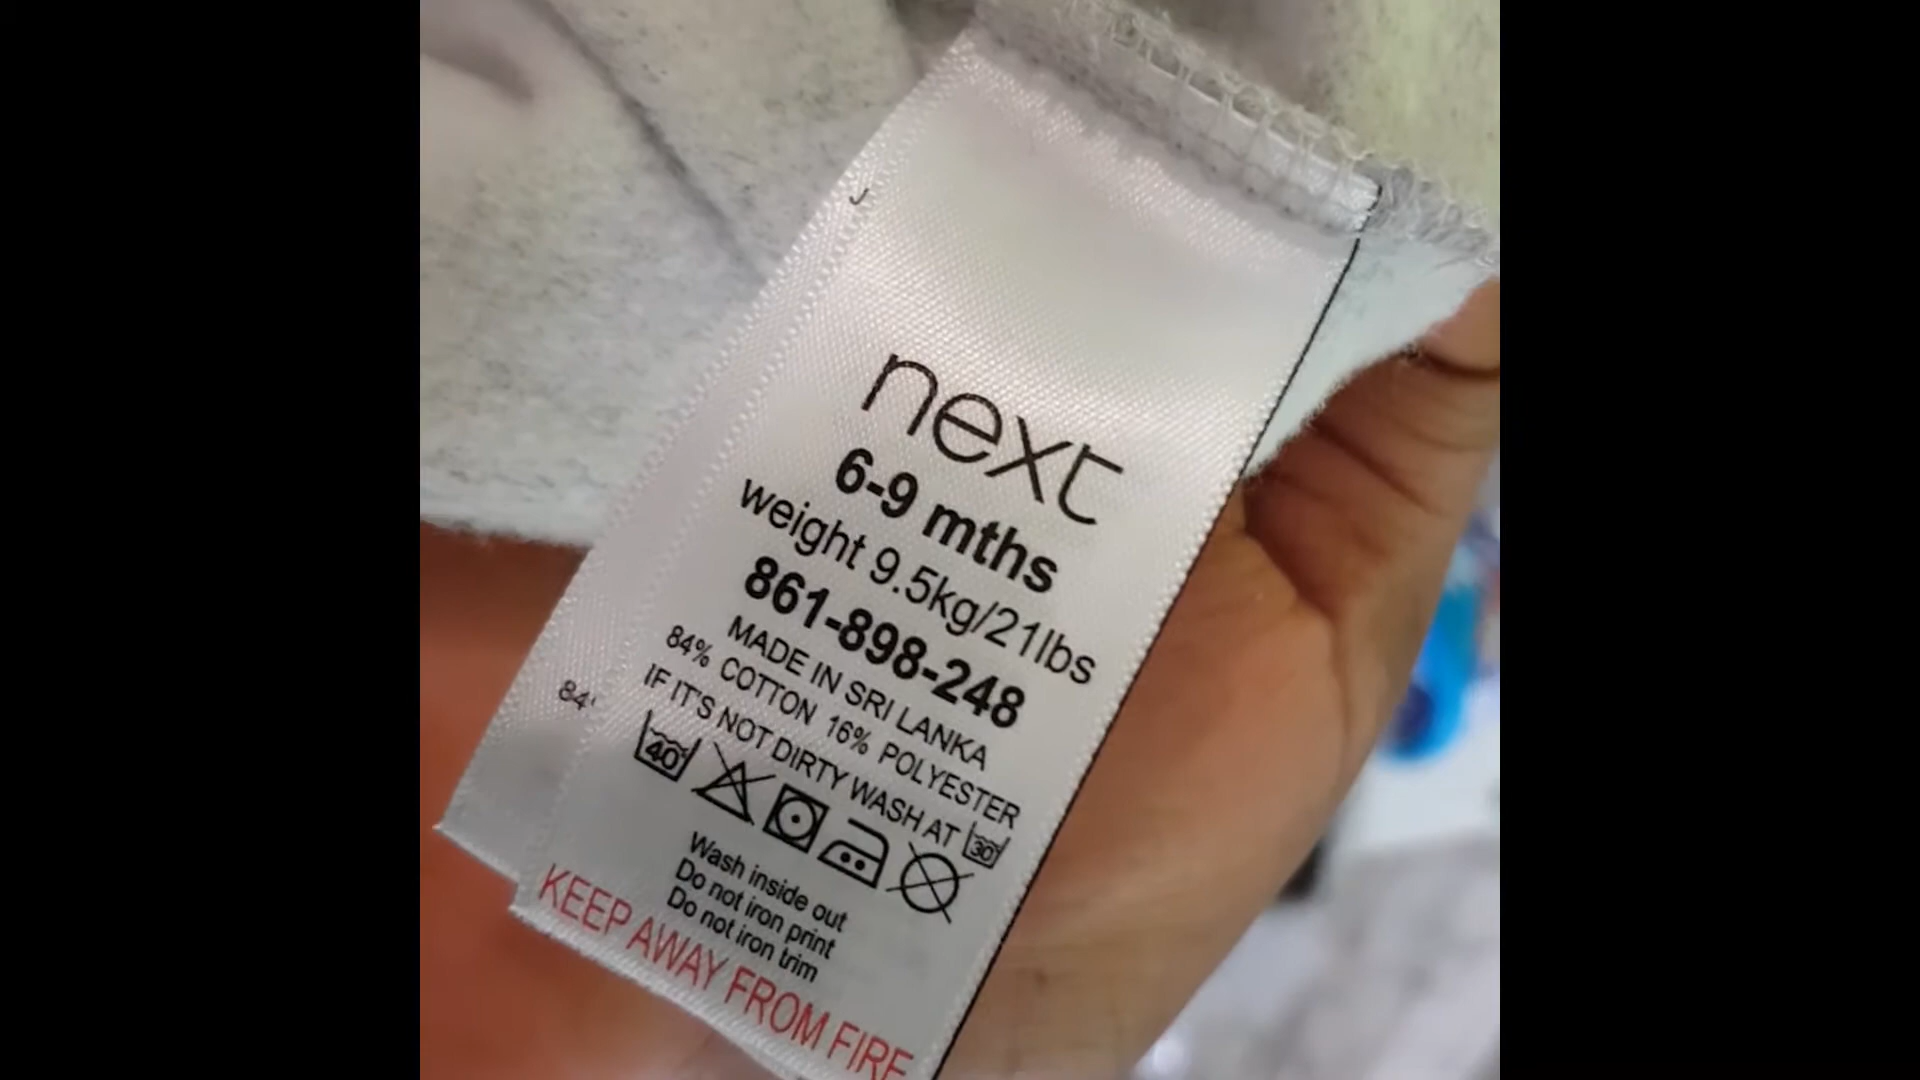 next
6-9 mths
weight 9.5kg/21lbs
861-898-248
MADE IN SRI LANKA
84% COTTON 16% POLYESTER
IF IT'S NOT DIRTY WASH AT 30
40
Wash inside out
Do not iron print
Do not iron trim
KEEP AWAY FROM FIRE
84